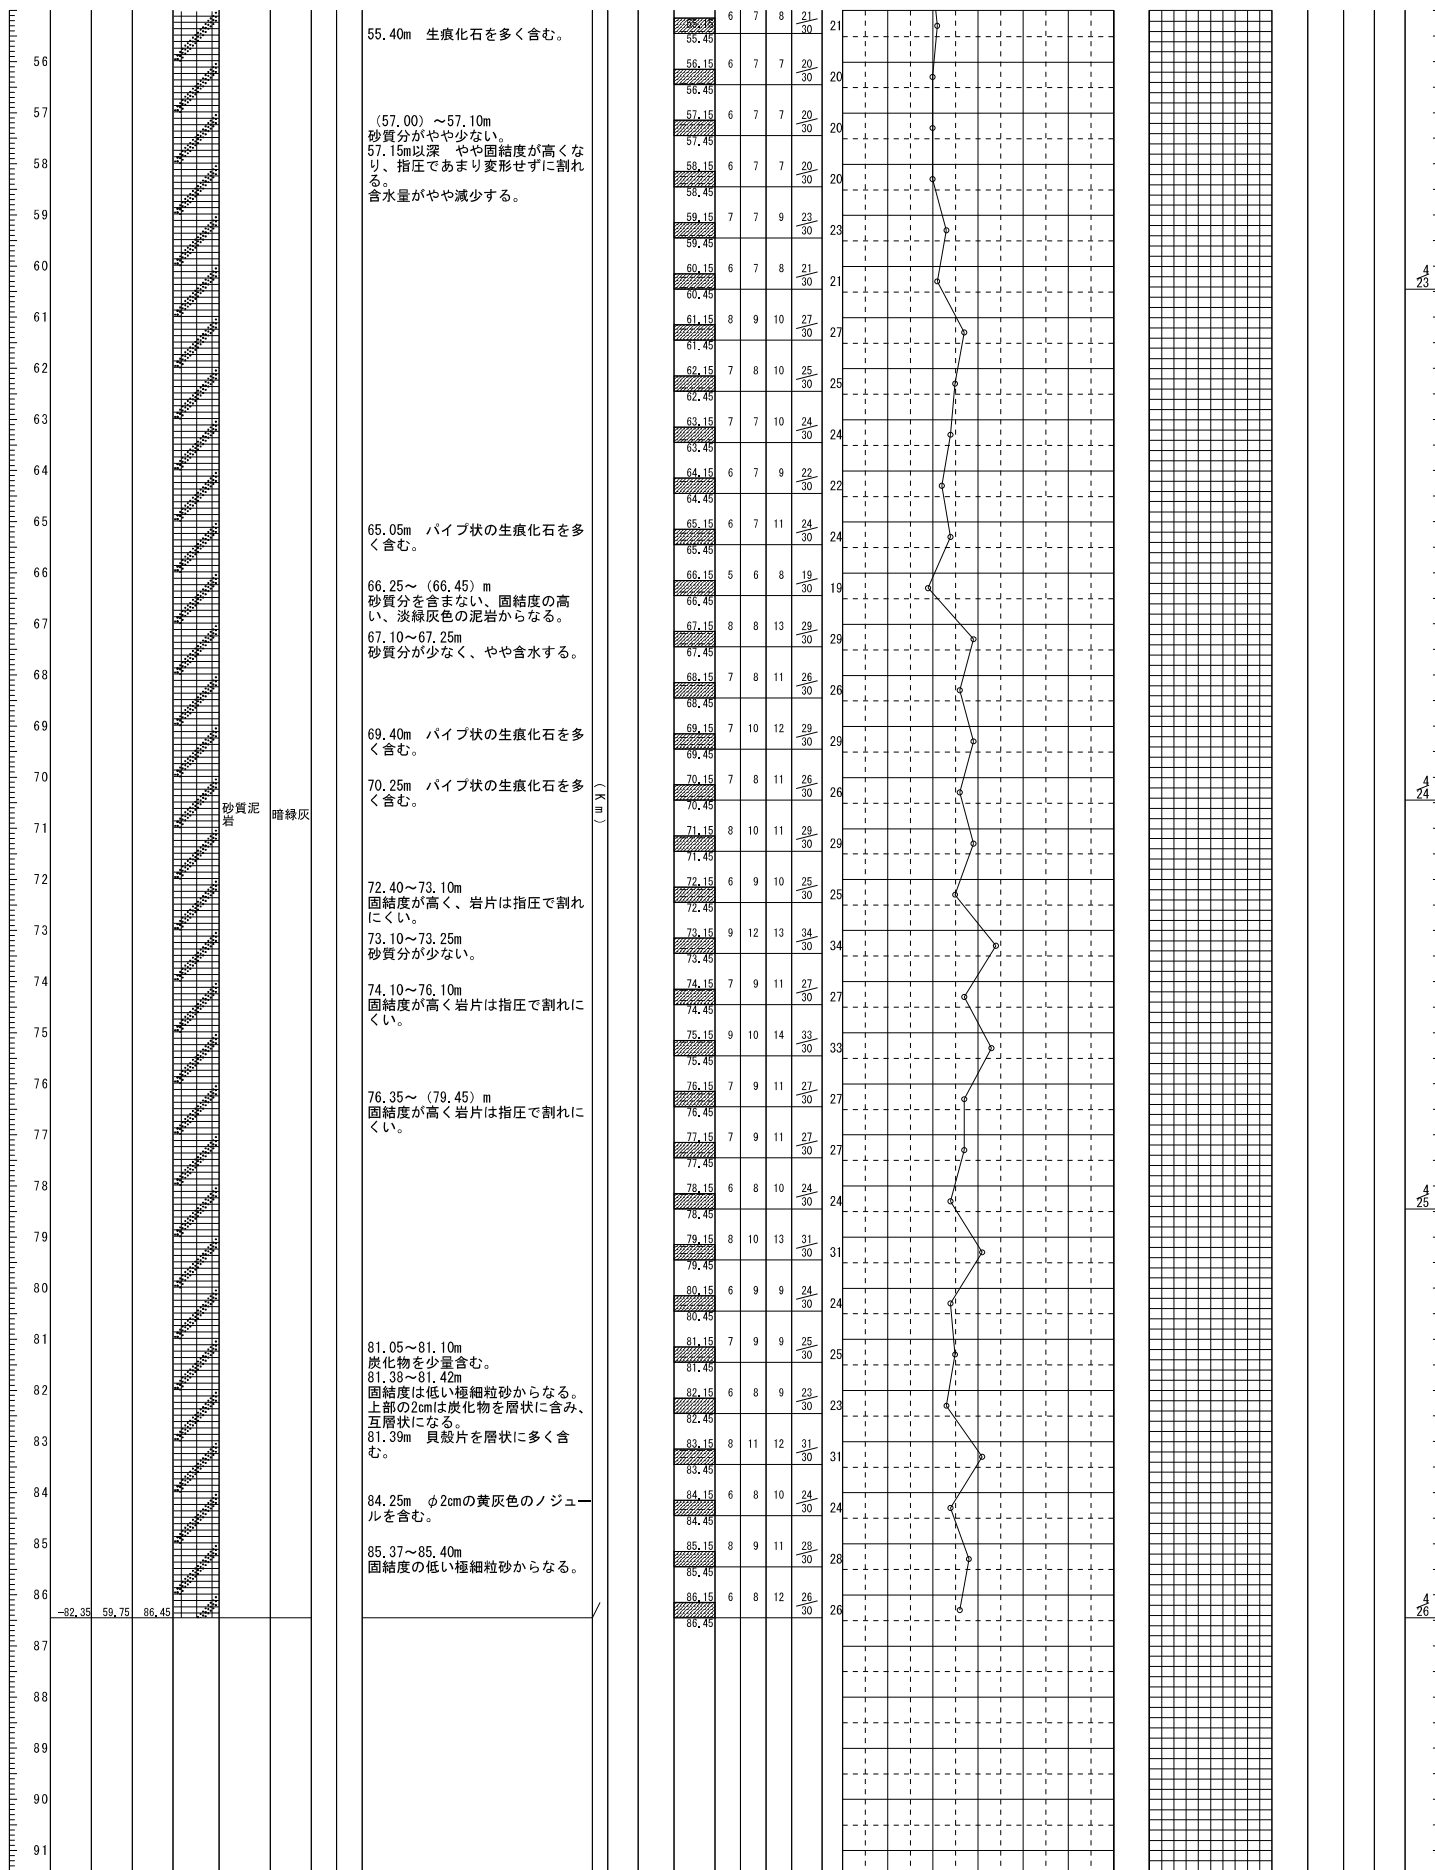 55.15 6 7 8 21/30 21
55.40m 生痕化石を多く含む。
55.45
56
56.15 6 7 7 20/30 20
56.45
57
(57.00)～57.10m
砂質分がやや少ない。
57.15m以深 やや固結度が高くな
り、指圧であまり変形せずに割れ
る。
含水量がやや減少する。
57.15 6 7 7 20/30 20
57.45
58
58.15 6 7 7 20/30 20
58.45
59
59.15 7 7 9 23/30 23
59.45
60
60.15 6 7 8 21/30 21
60.45
4/23
61
61.15 8 9 10 27/30 27
61.45
62
62.15 7 8 10 25/30 25
62.45
63
63.15 7 7 10 24/30 24
63.45
64
64.15 6 7 9 22/30 22
64.45
65
65.05m パイプ状の生痕化石を多
く含む。
65.15 6 7 11 24/30 24
65.45
66
66.25～(66.45)m
砂質分を含まない、固結度の高
い、淡緑灰色の泥岩からなる。
66.15 5 6 8 19/30 19
66.45
67
67.10～67.25m
砂質分が少なく、やや含水する。
67.15 8 8 13 29/30 29
67.45
68
68.15 7 8 11 26/30 26
68.45
69
69.40m パイプ状の生痕化石を多
く含む。
69.15 7 10 12 29/30 29
69.45
70
70.25m パイプ状の生痕化石を多
く含む。
70.15 7 8 11 26/30 26
70.45
4/24
砂質泥
岩
暗緑灰
(Km)
71
71.15 8 10 11 29/30 29
71.45
72
72.40～73.10m
固結度が高く、岩片は指圧で割れ
にくい。
72.15 6 9 10 25/30 25
72.45
73
73.10～73.25m
砂質分が少ない。
73.15 9 12 13 34/30 34
73.45
74
74.10～76.10m
固結度が高く岩片は指圧で割れに
くい。
74.15 7 9 11 27/30 27
74.45
75
75.15 9 10 14 33/30 33
75.45
76
76.35～(79.45)m
固結度が高く岩片は指圧で割れに
くい。
76.15 7 9 11 27/30 27
76.45
77
77.15 7 9 11 27/30 27
77.45
78
78.15 6 8 10 24/30 24
78.45
4/25
79
79.15 8 10 13 31/30 31
79.45
80
80.15 6 9 9 24/30 24
80.45
81
81.05～81.10m
炭化物を少量含む。
81.38～81.42m
固結度は低い極細粒砂からなる。
上部の2cmは炭化物を層状に含み、
互層状になる。
81.39m 貝殻片を層状に多く含
む。
81.15 7 9 9 25/30 25
81.45
82
82.15 6 8 9 23/30 23
82.45
83
83.15 8 11 12 31/30 31
83.45
84
84.25m φ2cmの黄灰色のノジュー
ルを含む。
84.15 6 8 10 24/30 24
84.45
85
85.37～85.40m
固結度の低い極細粒砂からなる。
85.15 8 9 11 28/30 28
85.45
86
86.15 6 8 12 26/30 26
-82.35 59.75 86.45
86.45
4/26
87
88
89
90
91